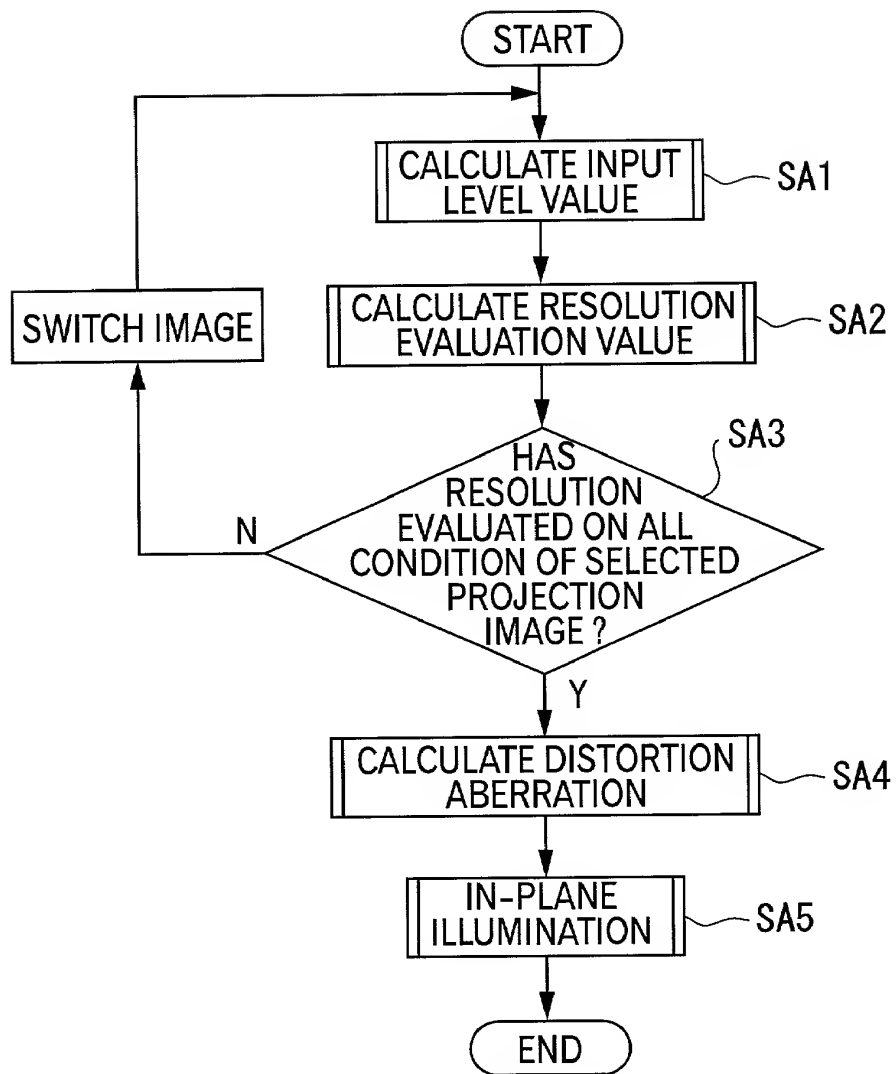 START
CALCULATE INPUT
LEVEL VALUE
SA1
SWITCH IMAGE
CALCULATE RESOLUTION
EVALUATION VALUE
SA2
SA3
HAS
RESOLUTION
EVALUATED ON ALL
CONDITION OF SELECTED
PROJECTION
IMAGE ?
N
Y
CALCULATE DISTORTION
ABERRATION
SA4
IN-PLANE
ILLUMINATION
SA5
END